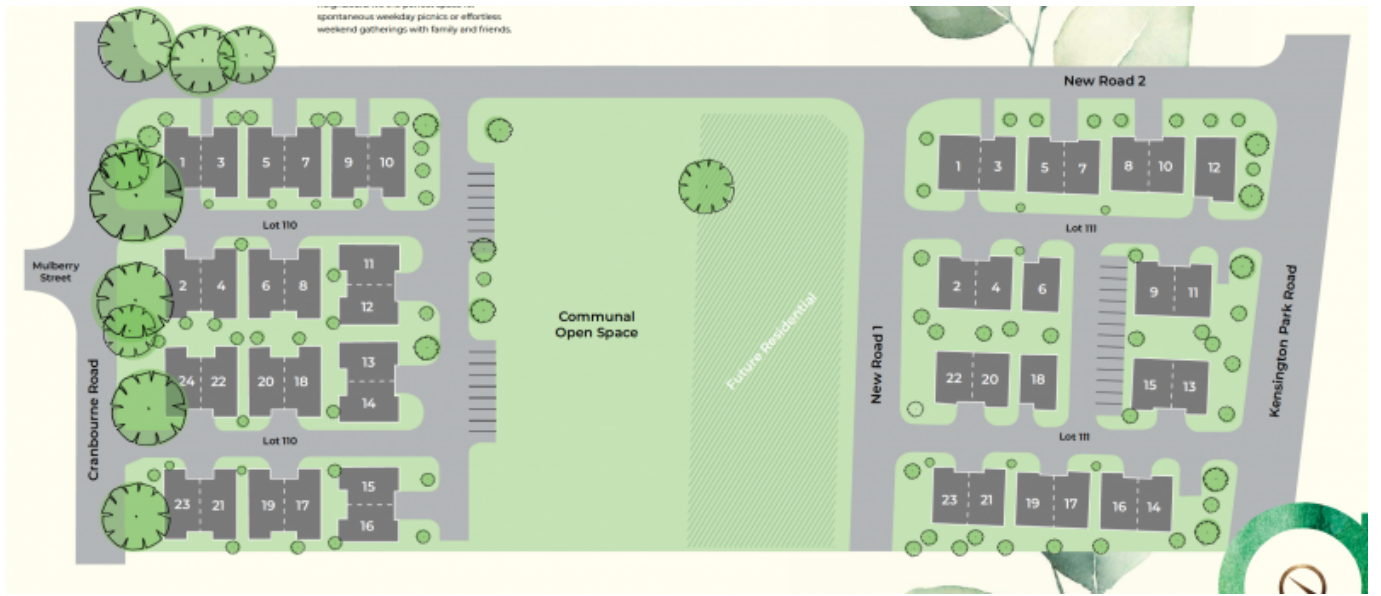 spontaneous weekday picnics or effortless
weekend gatherings with family and friends.
New Road 2
1 3 5 7 9 10
1 3 5 7 8 10 12
Lot 110
Lot 111
Mulberry
Street
2 4 6 8 11
12
2 4 6 9 11
Communal
Open Space
Future Residential
New Road 1
Kensington Park Road
Cranbourne Road
24 22 20 18 13
14
22 20 18 15 13
Lot 110
Lot 111
23 21 19 17 15
16
23 21 19 17 16 14